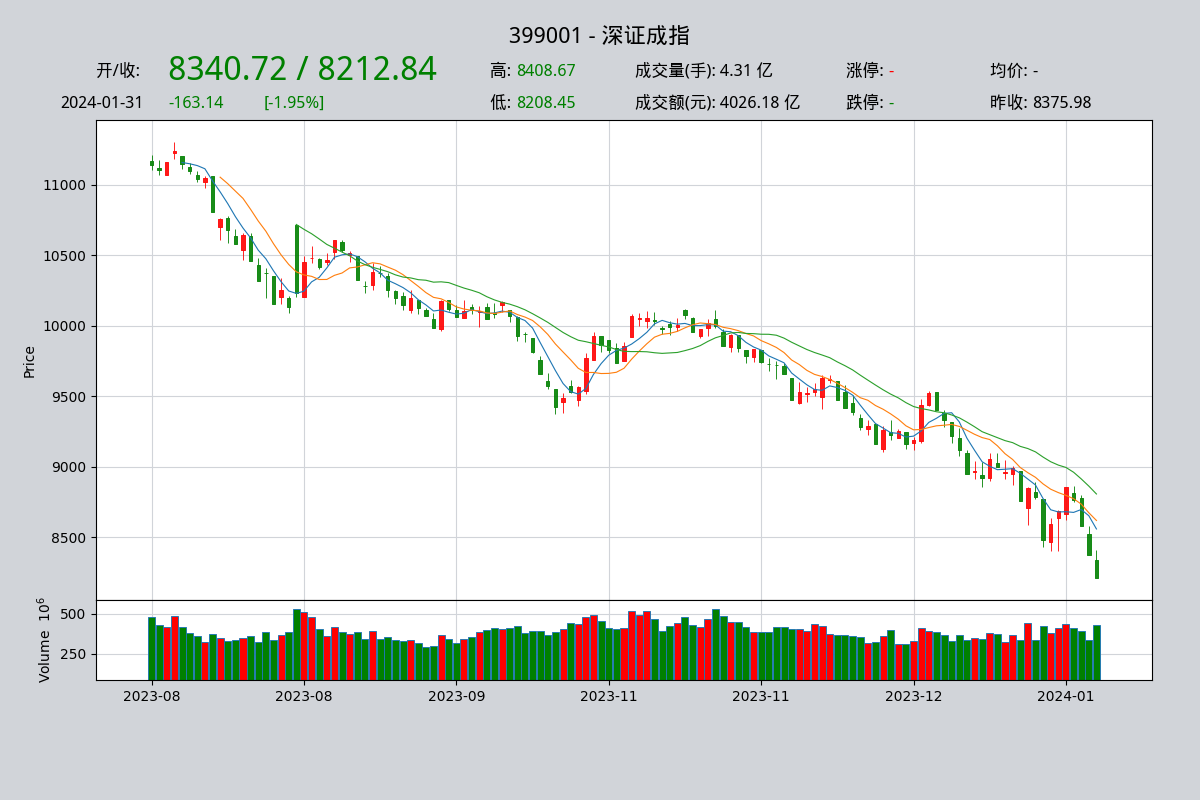 399001 - 深证成指
开/收: 8340.72 / 8212.84 高: 8408.67 成交量(手): 4.31 亿 涨停: - 均价: -
2024-01-31 -163.14 [-1.95%] 低: 8208.45 成交额(元): 4026.18 亿 跌停: - 昨收: 8375.98
11000
10500
10000
9500
9000
8500
Price
500
250
Volume 10^6
2023-08 2023-08 2023-09 2023-11 2023-11 2023-12 2024-01